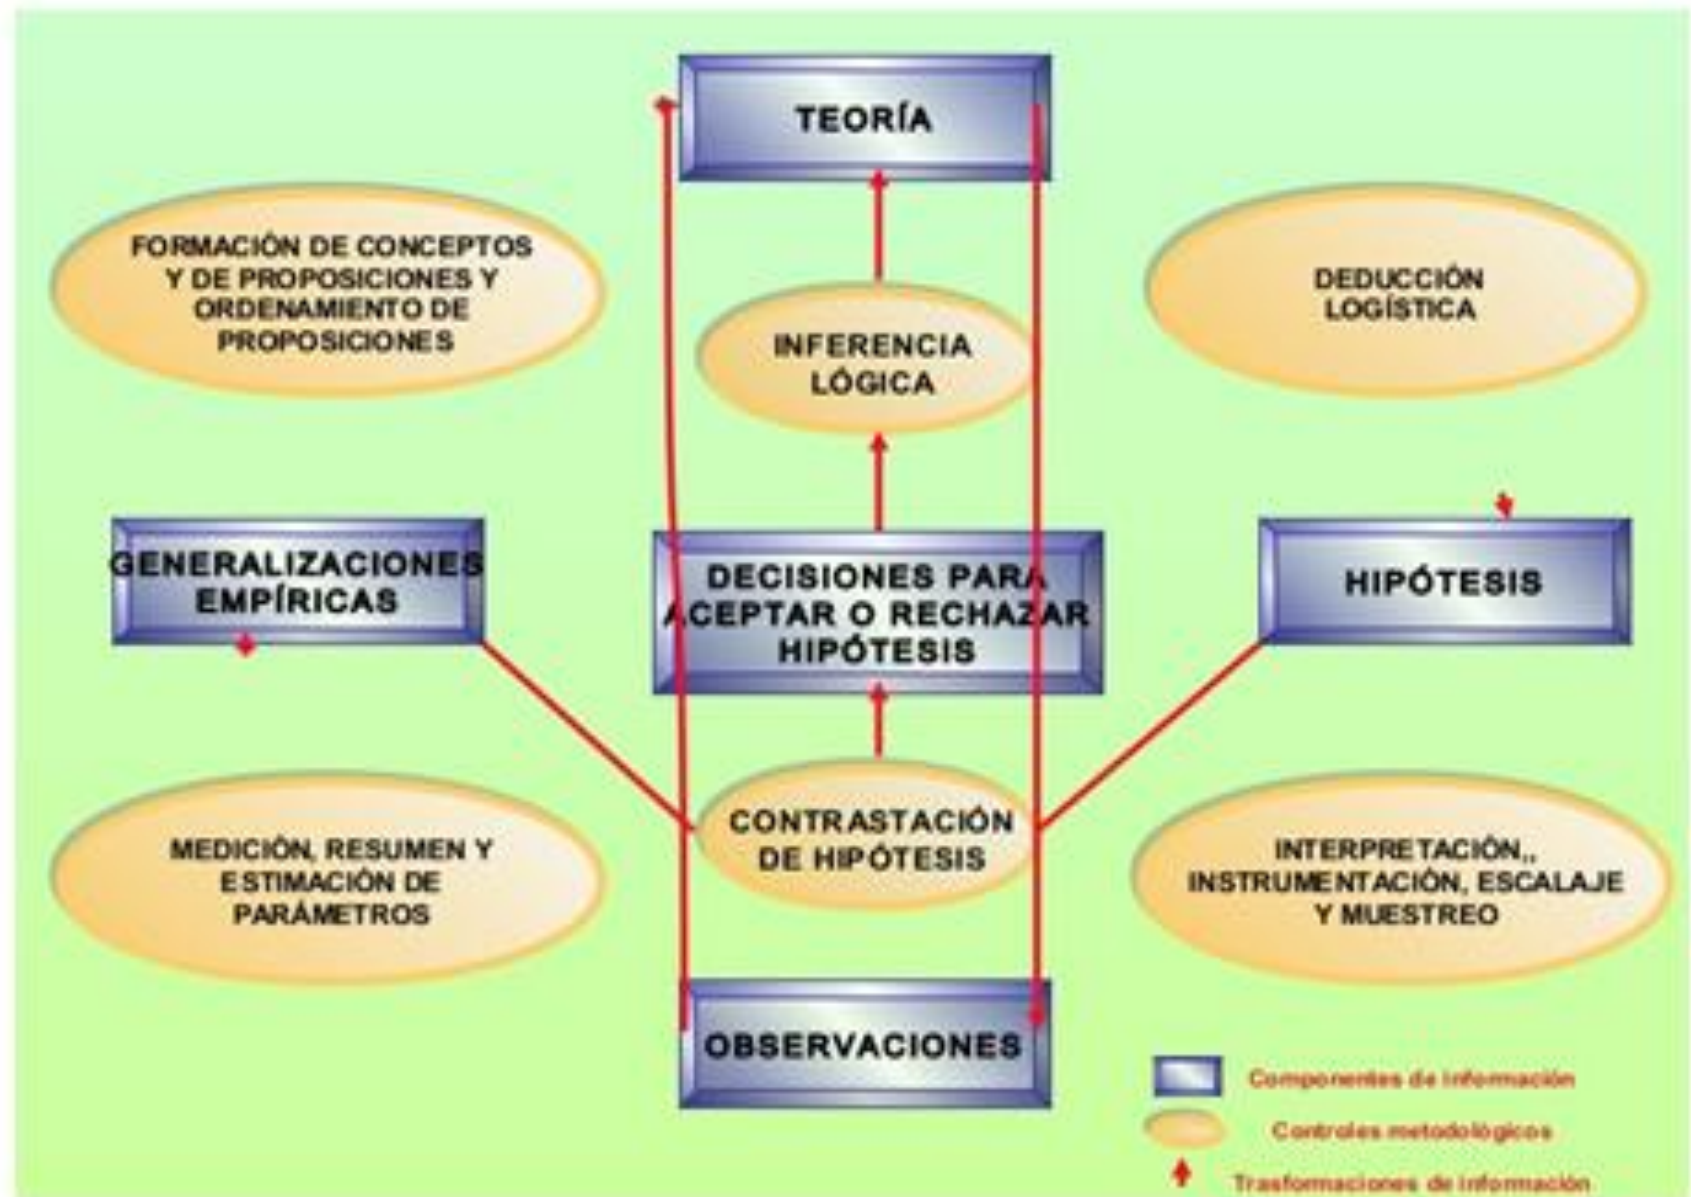 TEORÍA
FORMACIÓN DE CONCEPTOS
Y DE PROPOSICIONES Y
ORDENAMIENTO DE
PROPOSICIONES
INFERENCIA
LÓGICA
DEDUCCIÓN
LOGÍSTICA
GENERALIZACIONES
EMPÍRICAS
DECISIONES PARA
ACEPTAR O RECHAZAR
HIPÓTESIS
HIPÓTESIS
MEDICIÓN, RESUMEN Y
ESTIMACIÓN DE
PARÁMETROS
CONTRASTACIÓN
DE HIPÓTESIS
INTERPRETACIÓN,,
INSTRUMENTACIÓN, ESCALAJE
Y MUESTREO
OBSERVACIONES
Componentes de información
Controles metodológicos
Trasformaciones de información